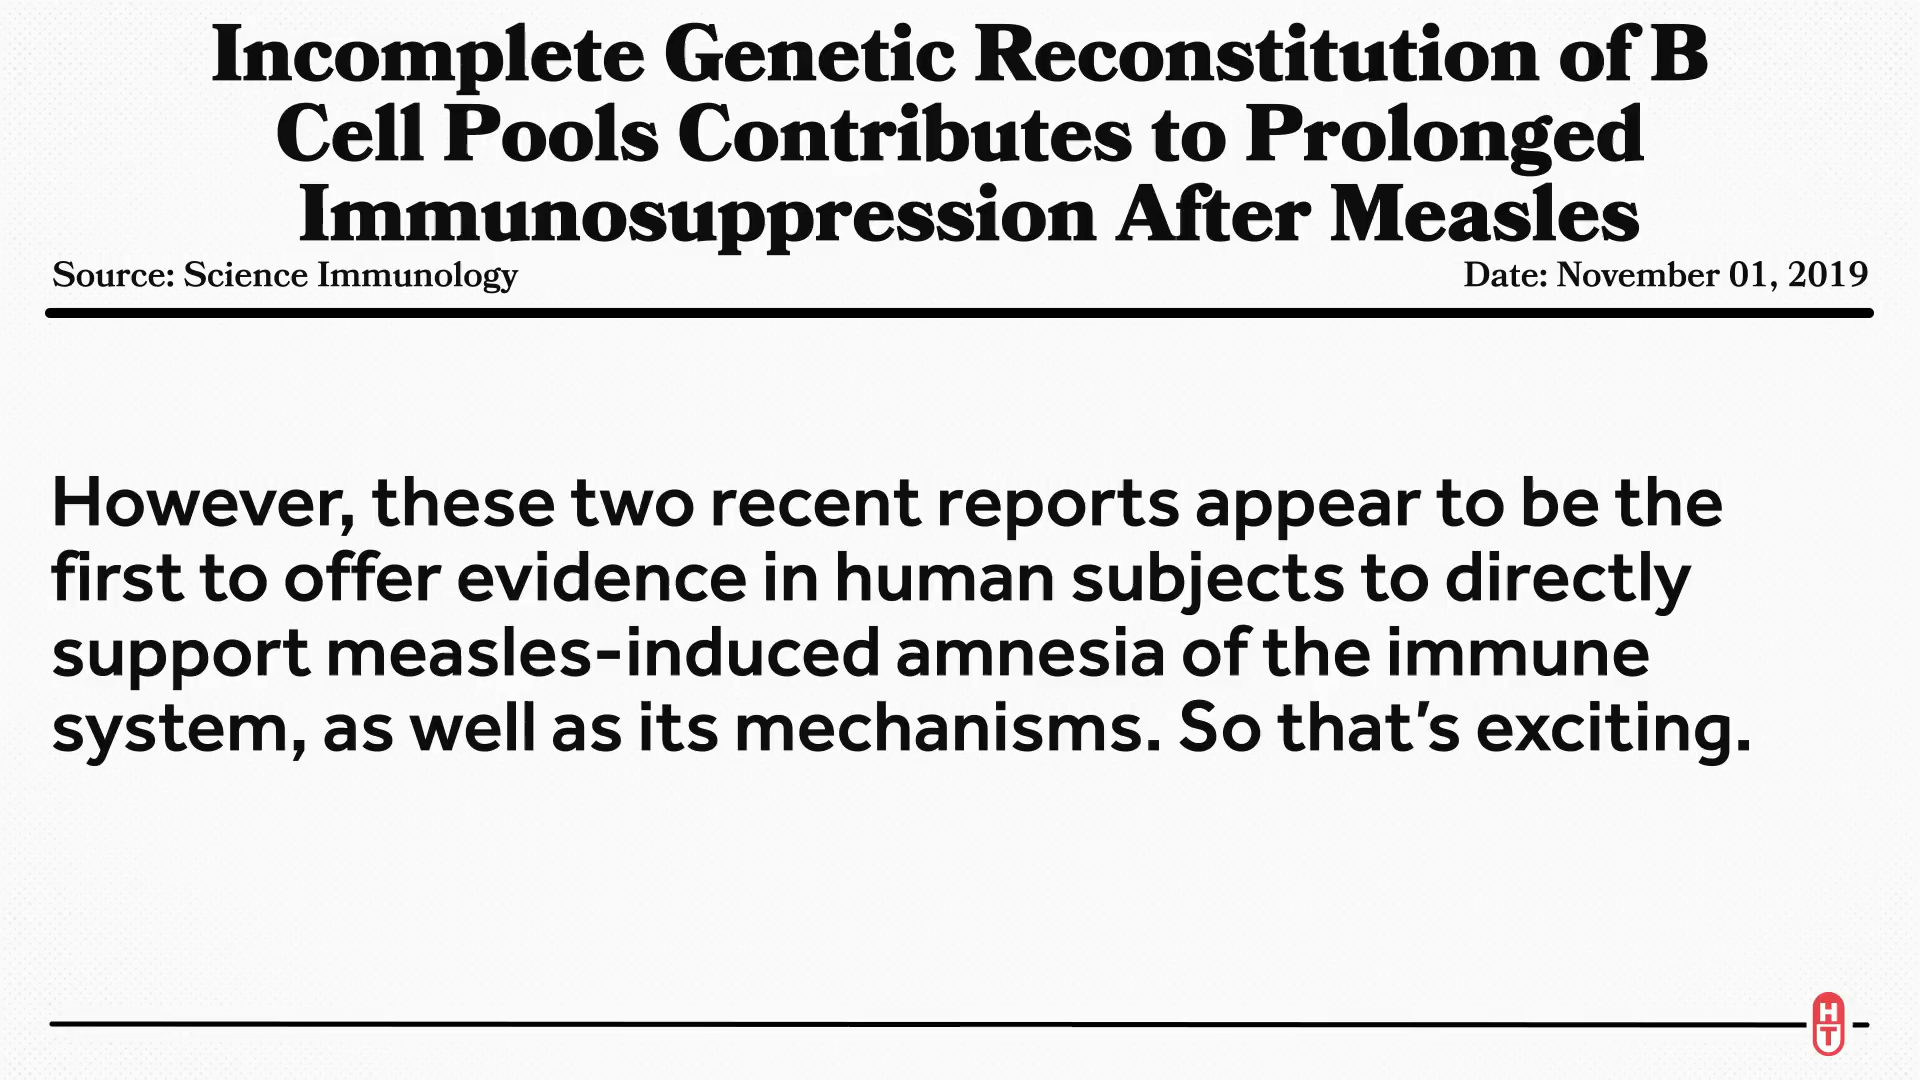 Incomplete Genetic Reconstitution of B
Cell Pools Contributes to Prolonged
Immunosuppression After Measles
Source: Science Immunology
Date: November 01, 2019
However, these two recent reports appear to be the
first to offer evidence in human subjects to directly
support measles-induced amnesia of the immune
system, as well as its mechanisms. So that’s exciting.
H
T